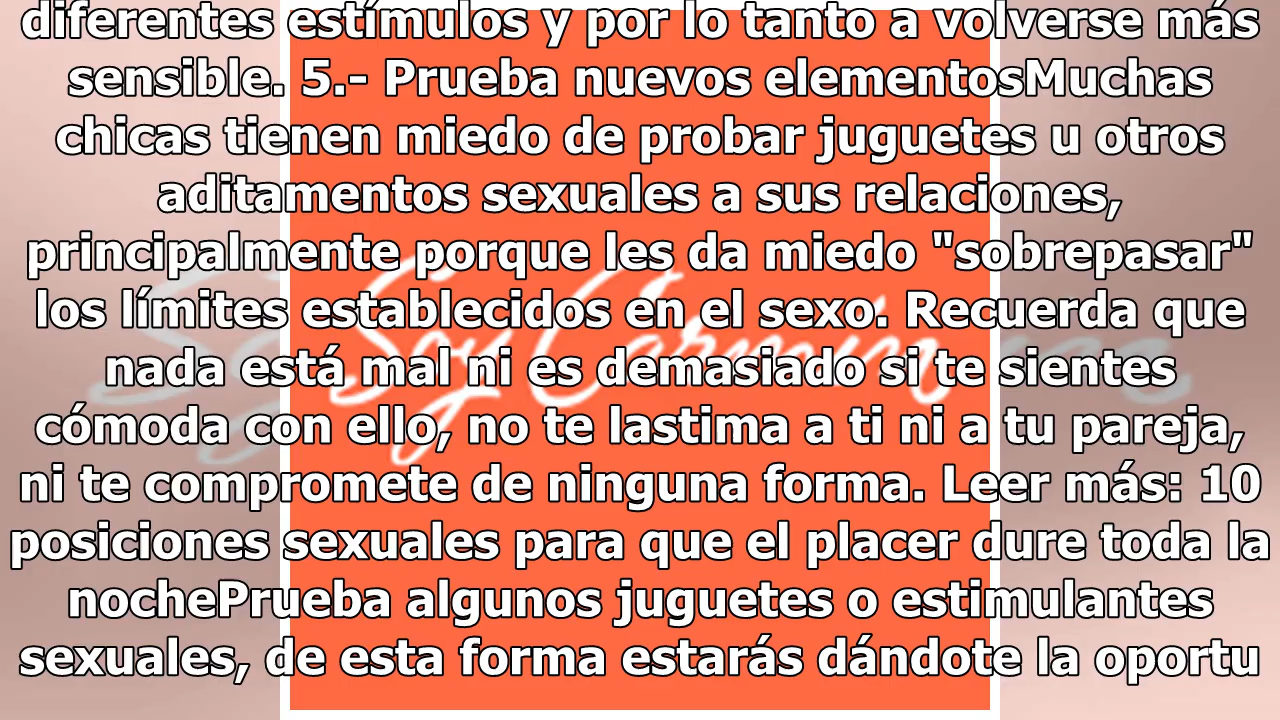 diferentes estímulos y por lo tanto a volverse más
sensible. 5.- Prueba nuevos elementosMuchas
chicas tienen miedo de probar juguetes u otros
aditamentos sexuales a sus relaciones,
principalmente porque les da miedo "sobrepasar"
los límites establecidos en el sexo. Recuerda que
Soy Carmín
nada está mal ni es demasiado si te sientes
cómoda con ello, no te lastima a ti ni a tu pareja,
ni te compromete de ninguna forma. Leer más: 10
posiciones sexuales para que el placer dure toda la
nochePrueba algunos juguetes o estimulantes
sexuales, de esta forma estarás dándote la oportu